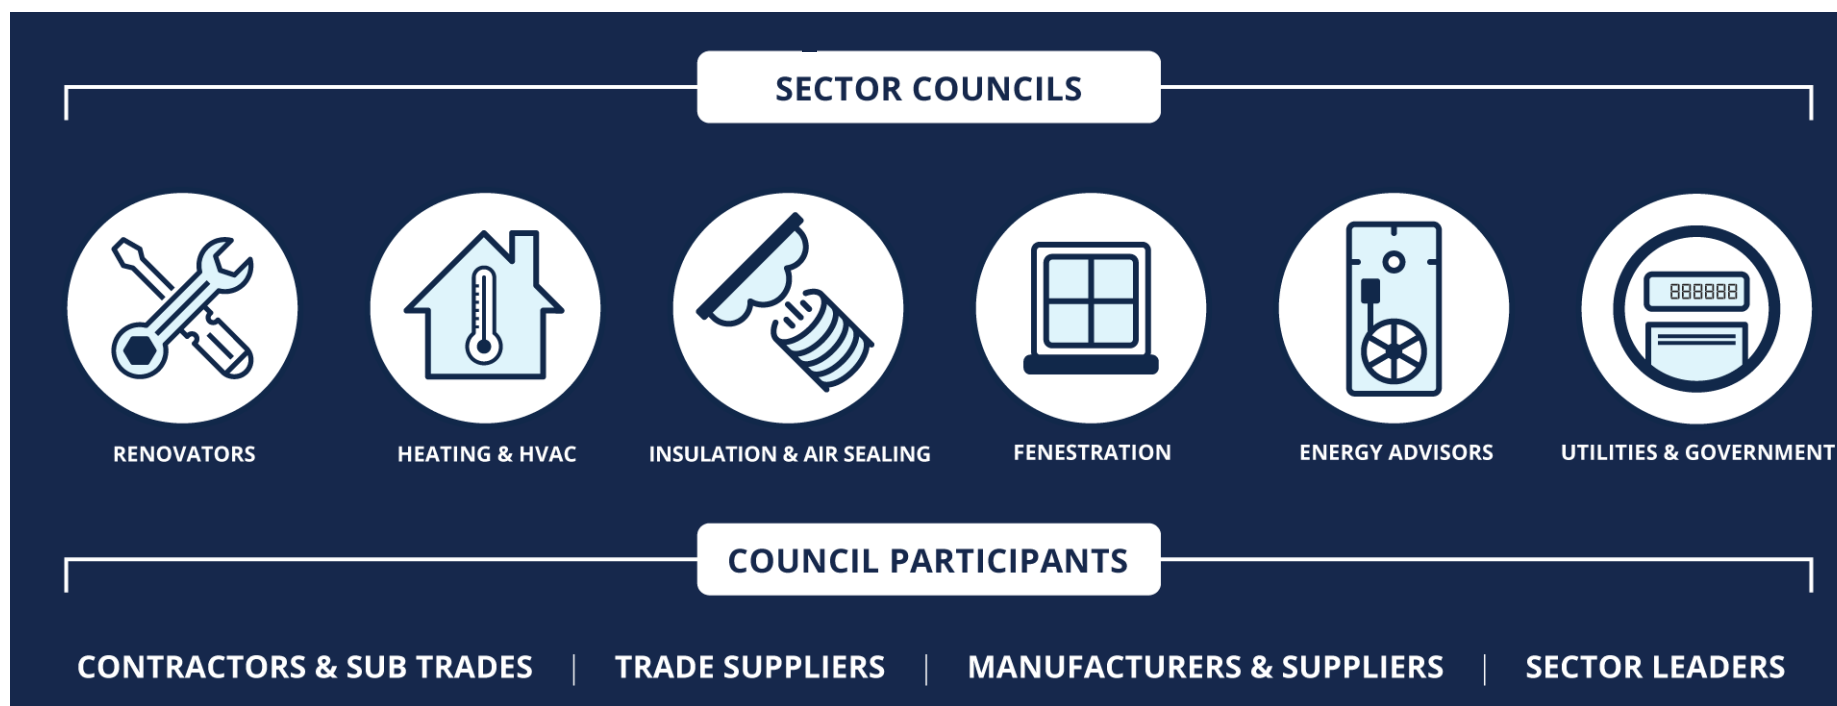 SECTOR COUNCILS
888888
RENOVATORS
HEATING & HVAC
INSULATION & AIR SEALING
FENESTRATION
ENERGY ADVISORS
UTILITIES & GOVERNMENT
COUNCIL PARTICIPANTS
CONTRACTORS & SUB TRADES
TRADE SUPPLIERS
MANUFACTURERS & SUPPLIERS
SECTOR LEADERS